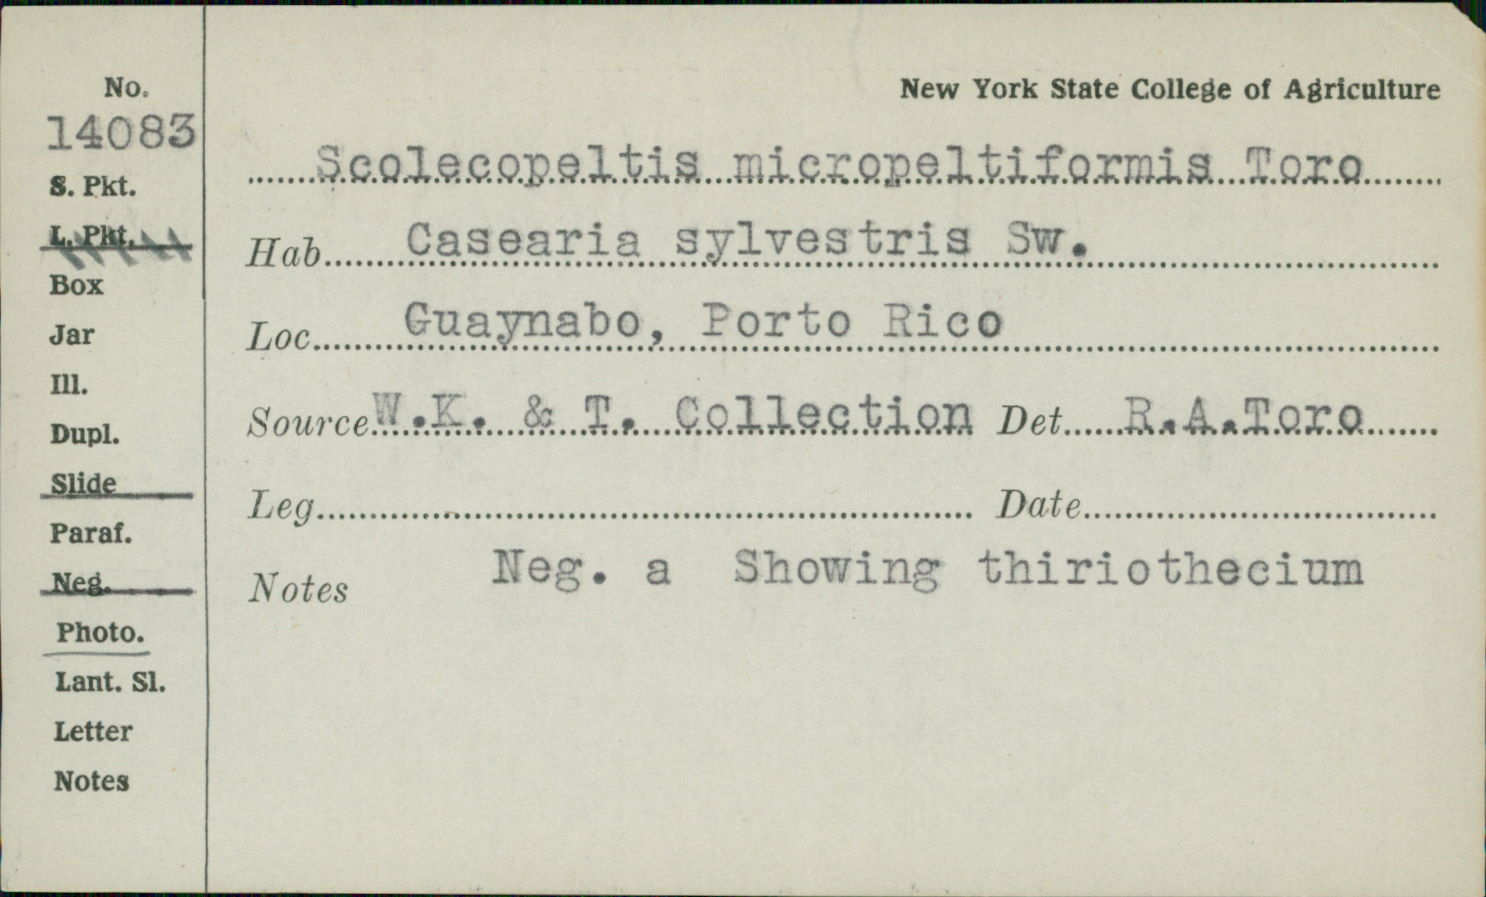 No.
14083
S. Pkt.
L. Pkt.
Box
Jar
Ill.
Dupl.
Slide
Paraf.
Neg.
Photo.
Lant. Sl.
Letter
Notes
New York State College of Agriculture
Scolecopeltis micropeltiformis Toro
Hab. Casearia sylvestris Sw.
Loc. Guaynabo, Porto Rico
Source W.K. & T. Collection Det. R.A.Toro
Leg. Date
Notes Neg. a Showing thiriothecium